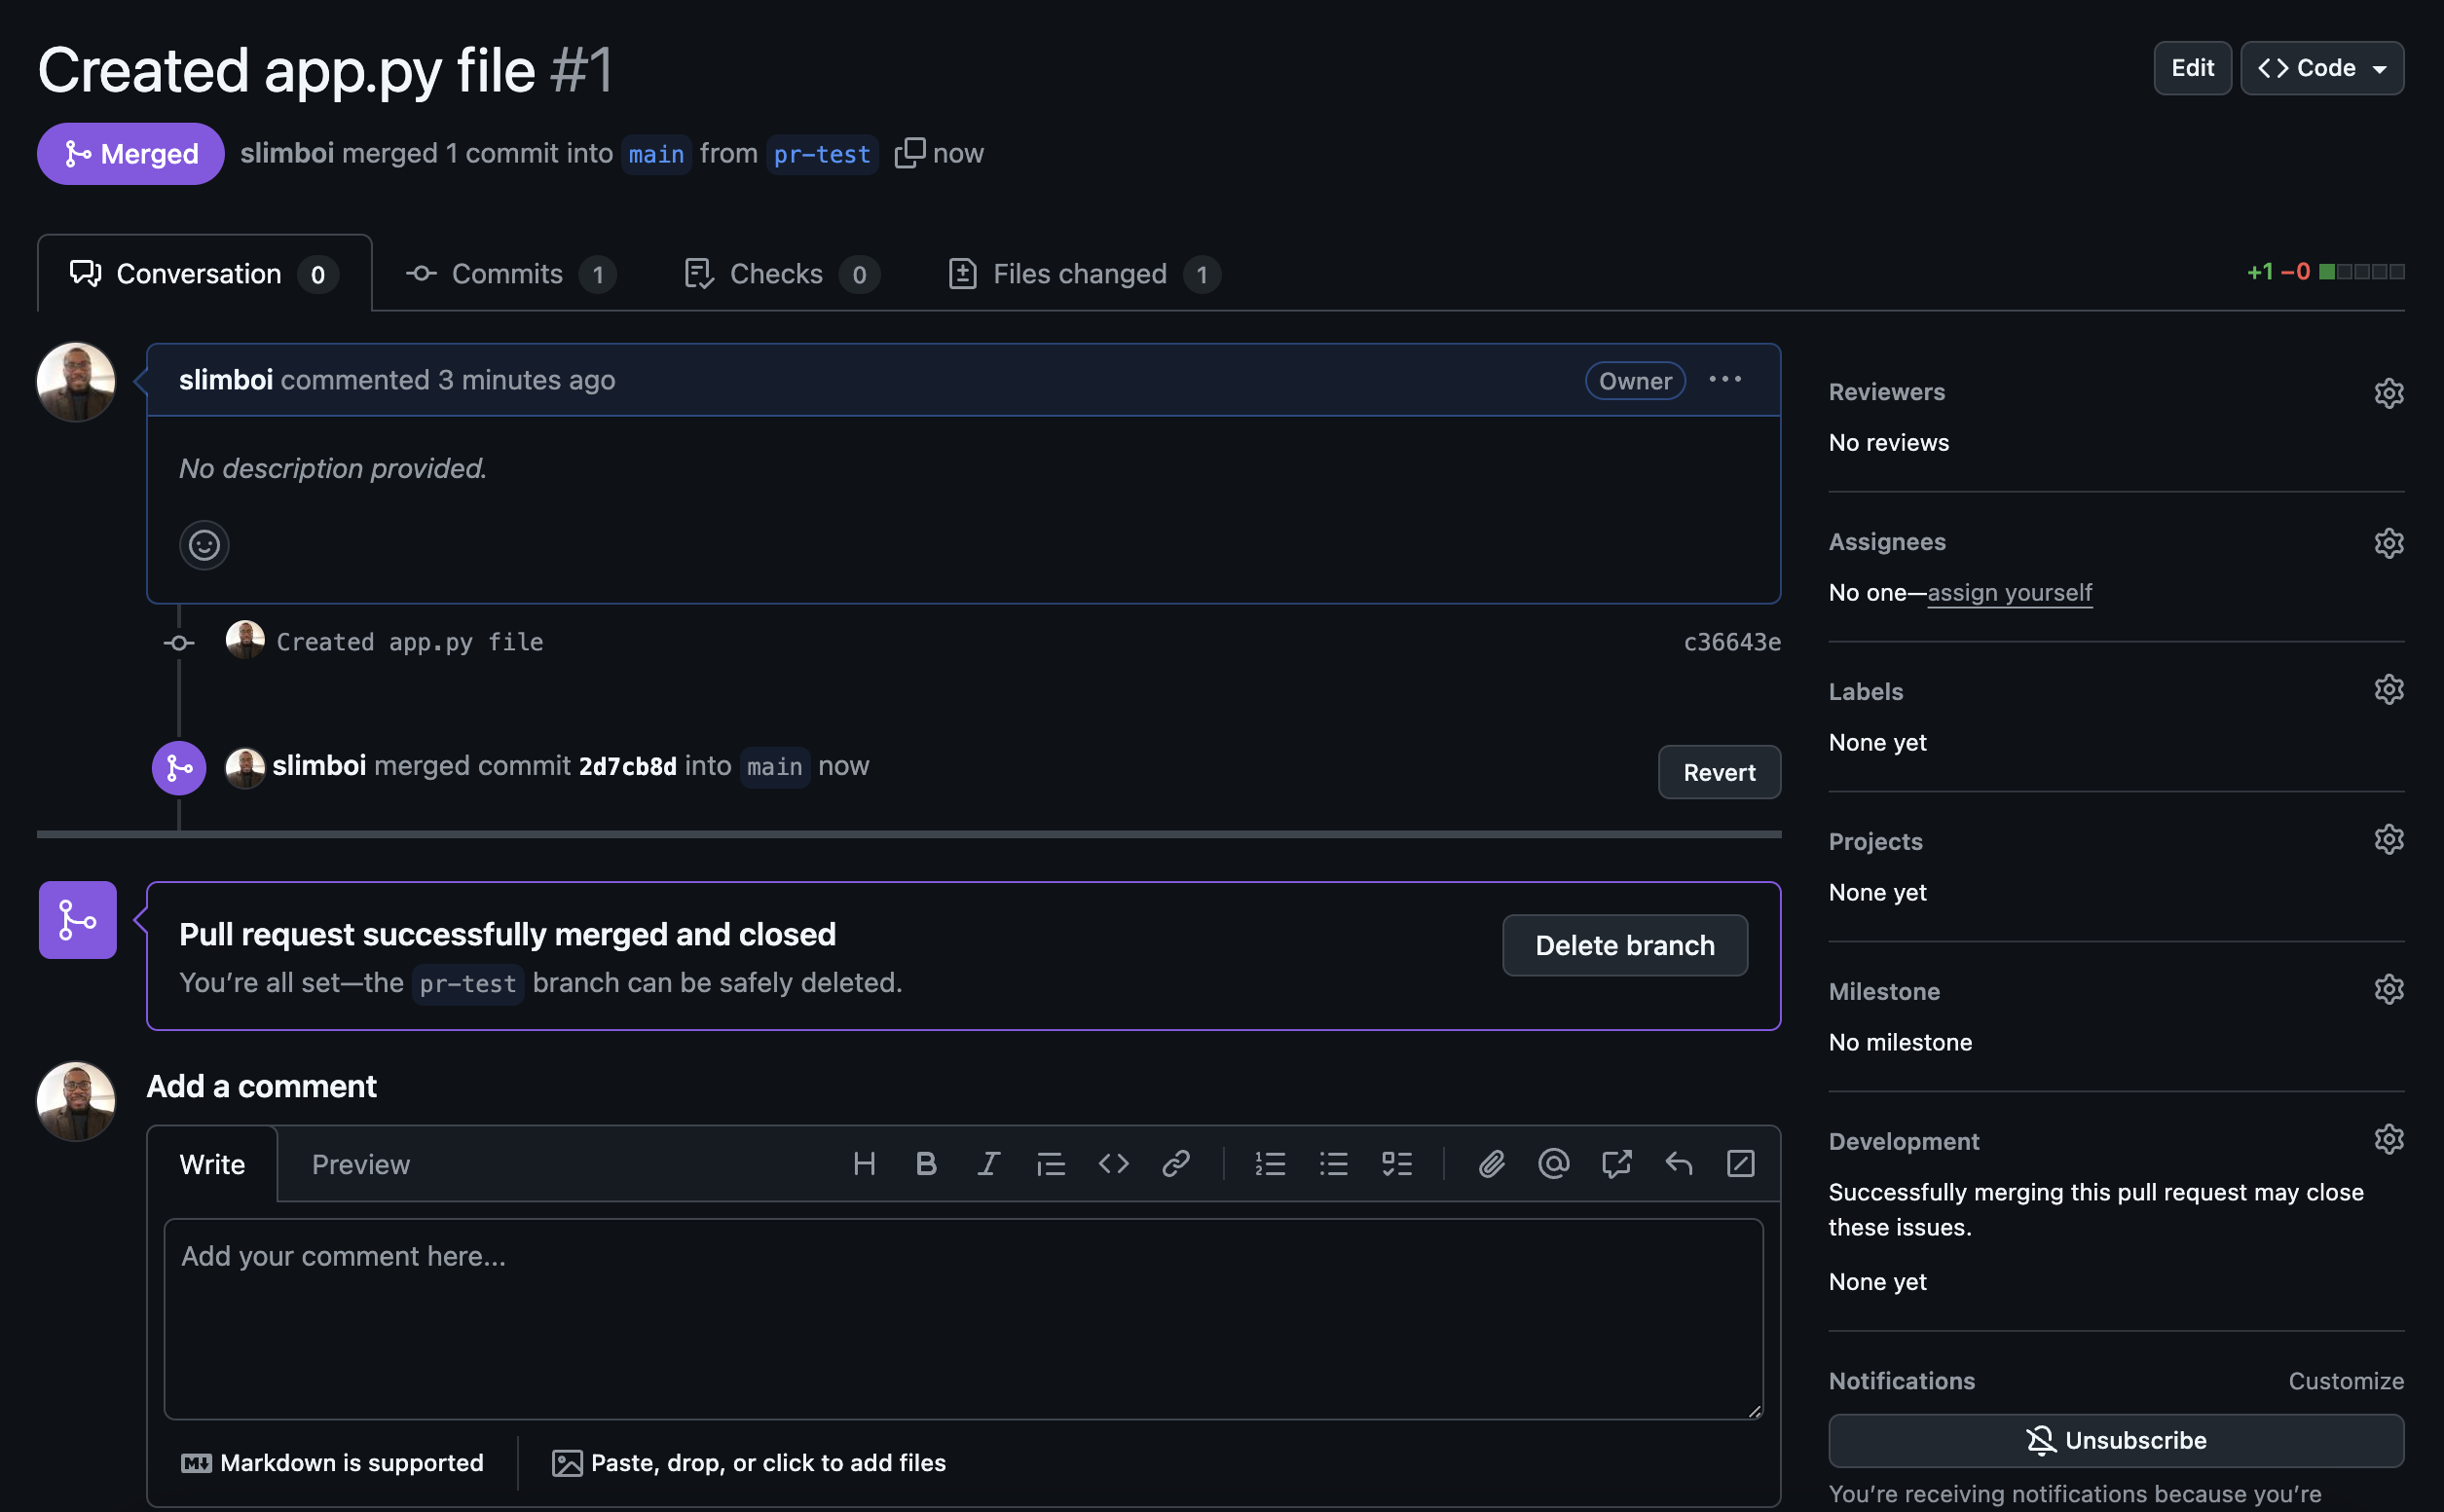 Created app.py file #1
Edit
Code
Merged
slimboi merged 1 commit into main from pr-test now
Conversation 0
Commits 1
Checks 0
Files changed 1
+1 −0
slimboi commented 3 minutes ago
Owner
No description provided.
Created app.py file
c36643e
slimboi merged commit 2d7cb8d into main now
Revert
Pull request successfully merged and closed
You’re all set—the pr-test branch can be safely deleted.
Delete branch
Add a comment
Write
Preview
Add your comment here...
Markdown is supported
Paste, drop, or click to add files
Reviewers
No reviews
Assignees
No one—assign yourself
Labels
None yet
Projects
None yet
Milestone
No milestone
Development
Successfully merging this pull request may close
these issues.
None yet
Notifications
Customize
Unsubscribe
You’re receiving notifications because you’re